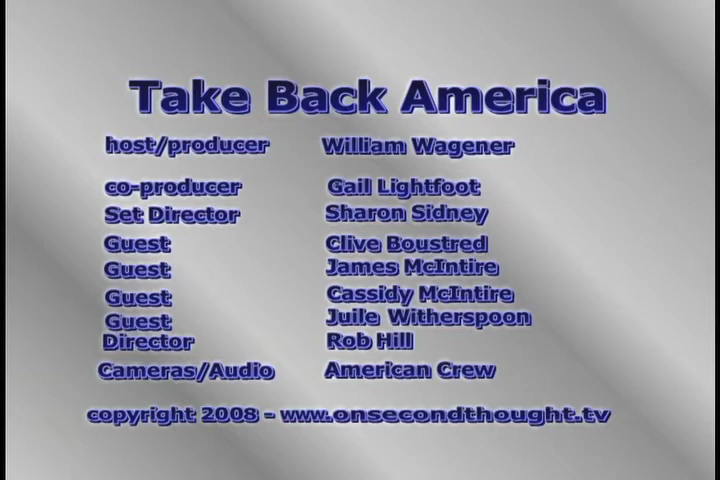 Take Back America
host/producer William Wagener
co-producer Gail Lightfoot
Set Director Sharon Sidney
Guest Clive Boustred
Guest James McIntire
Guest Cassidy McIntire
Guest Juile Witherspoon
Director Rob Hill
Cameras/Audio American Crew
copyright 2008 - www.onsecondthought.tv